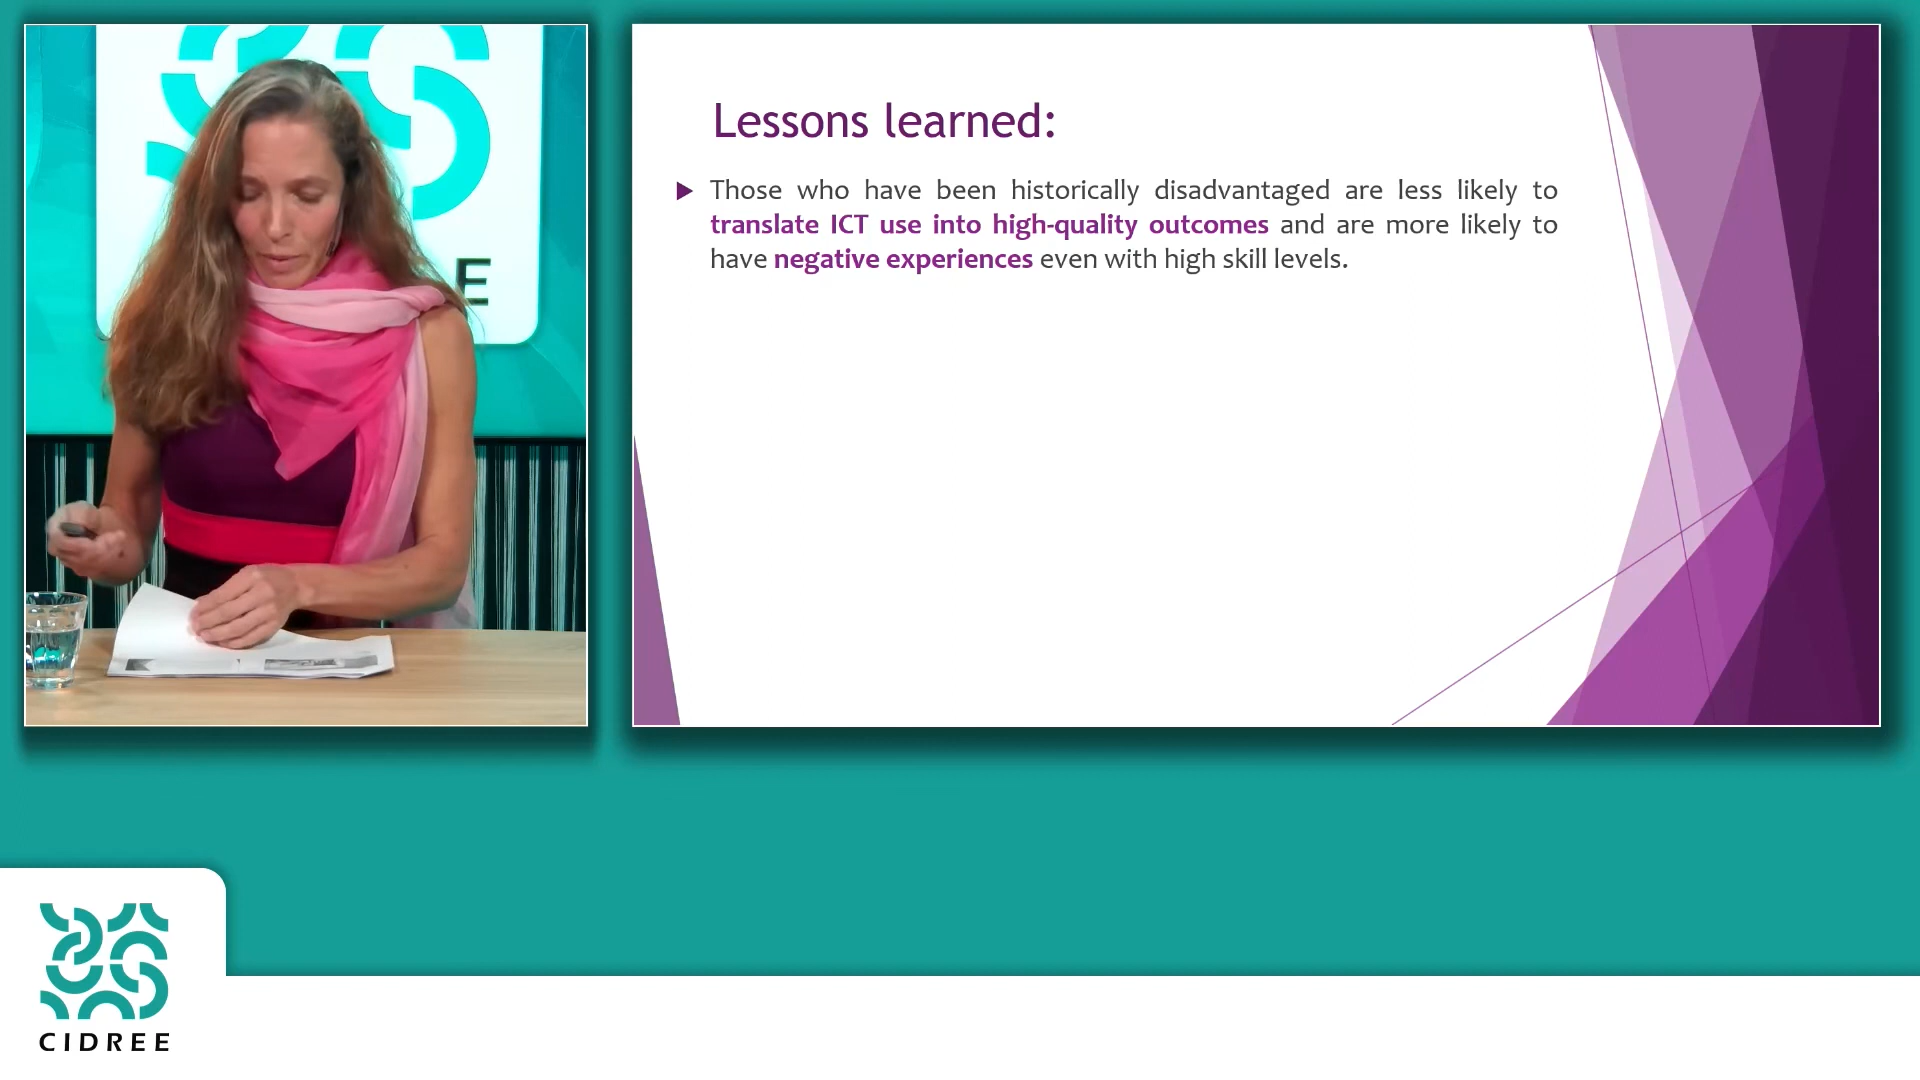 E
Lessons learned:
Those who have been historically disadvantaged are less likely to
translate ICT use into high-quality outcomes and are more likely to
have negative experiences even with high skill levels.
CIDREE